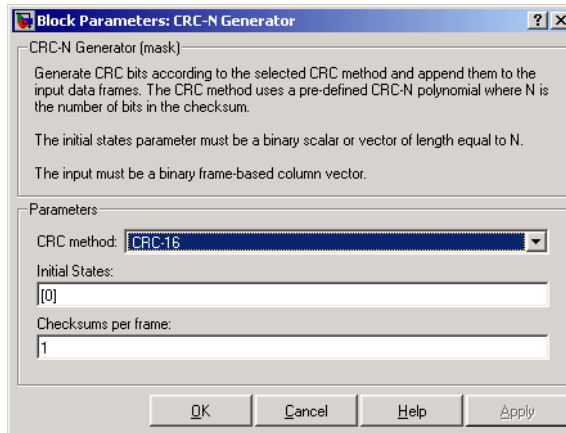 Block Parameters: CRC-N Generator
CRC-N Generator (mask)
Generate CRC bits according to the selected CRC method and append them to the
input data frames. The CRC method uses a pre-defined CRC-N polynomial where N is
the number of bits in the checksum.
The initial states parameter must be a binary scalar or vector of length equal to N.
The input must be a binary frame-based column vector.
Parameters
CRC method: CRC-16
Initial States:
[0]
Checksums per frame:
1
OK Cancel Help Apply